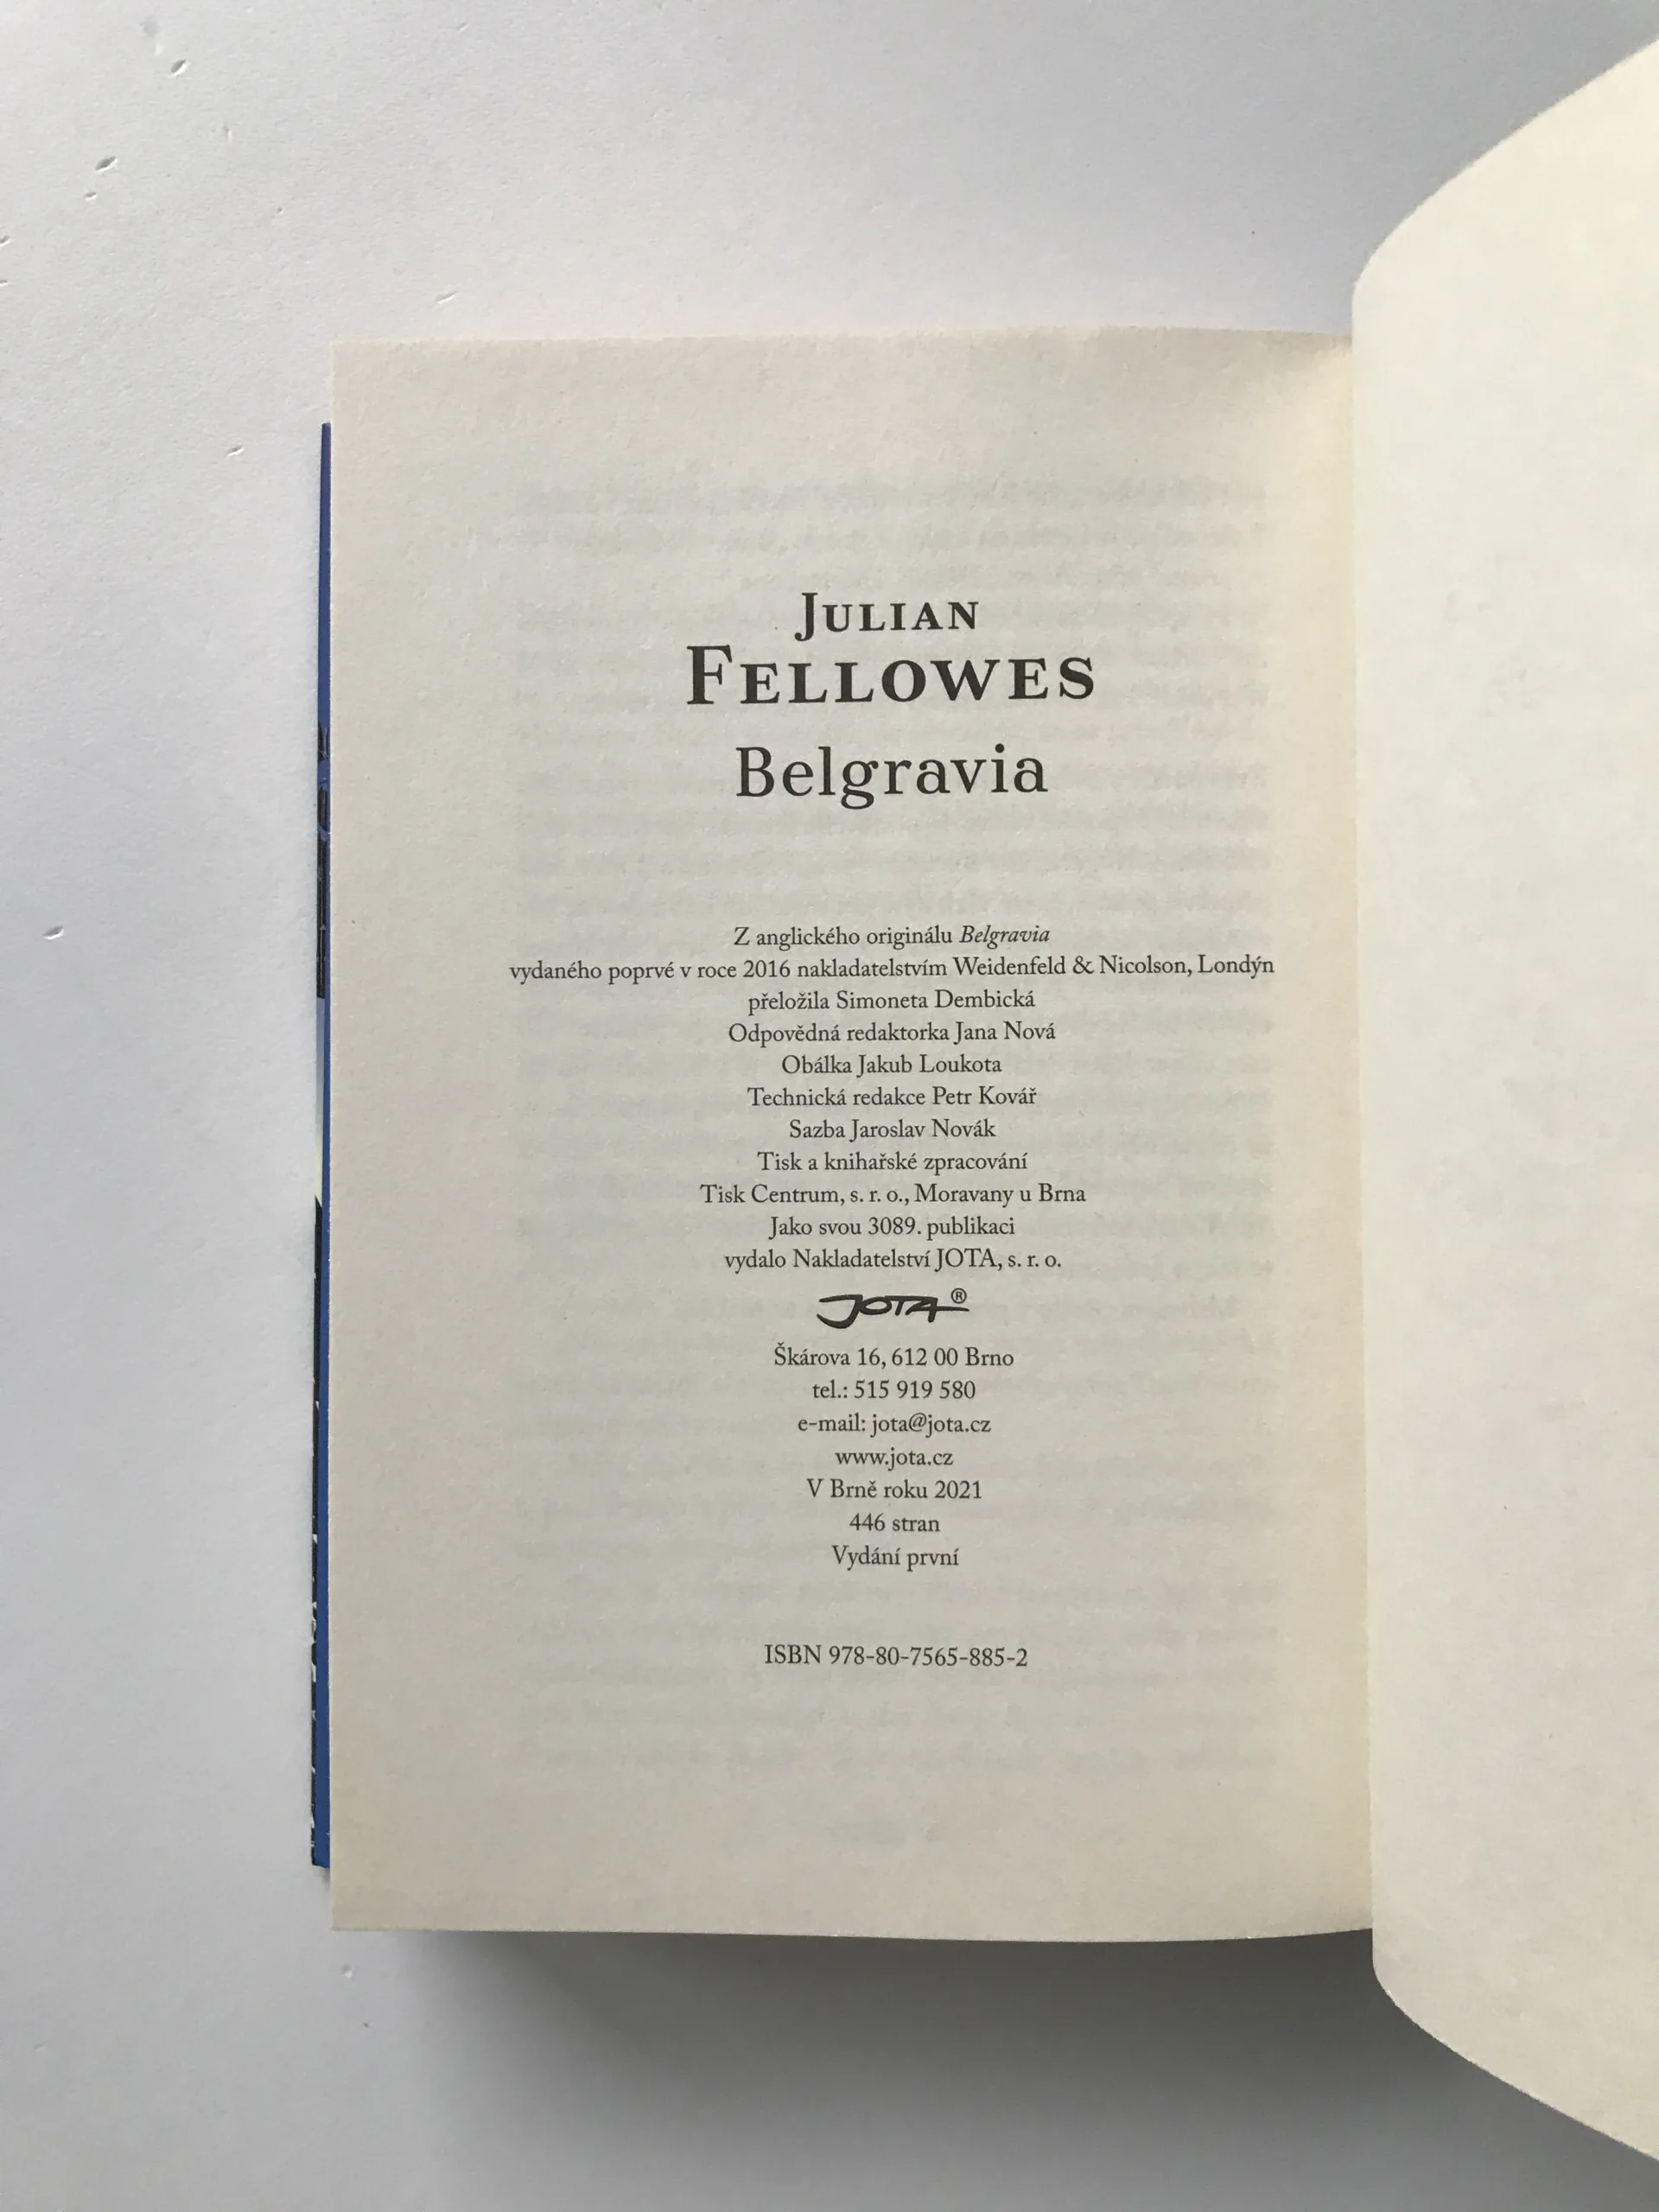 JULIAN
FELLOWES
Belgravia
Z anglického originálu Belgravia
vydaného poprvé v roce 2016 nakladatelstvím Weidenfeld & Nicolson, Londýn
přeložila Simoneta Dembická
Odpovědná redaktorka Jana Nová
Obálka Jakub Loukota
Technická redakce Petr Kovář
Sazba Jaroslav Novák
Tisk a knihařské zpracování
Tisk Centrum, s. r. o., Moravany u Brna
Jako svou 3089. publikaci
vydalo Nakladatelství JOTA, s. r. o.
JOTA®
Škárova 16, 612 00 Brno
tel.: 515 919 580
e-mail: jota@jota.cz
www.jota.cz
V Brně roku 2021
446 stran
Vydání první
ISBN 978-80-7565-885-2